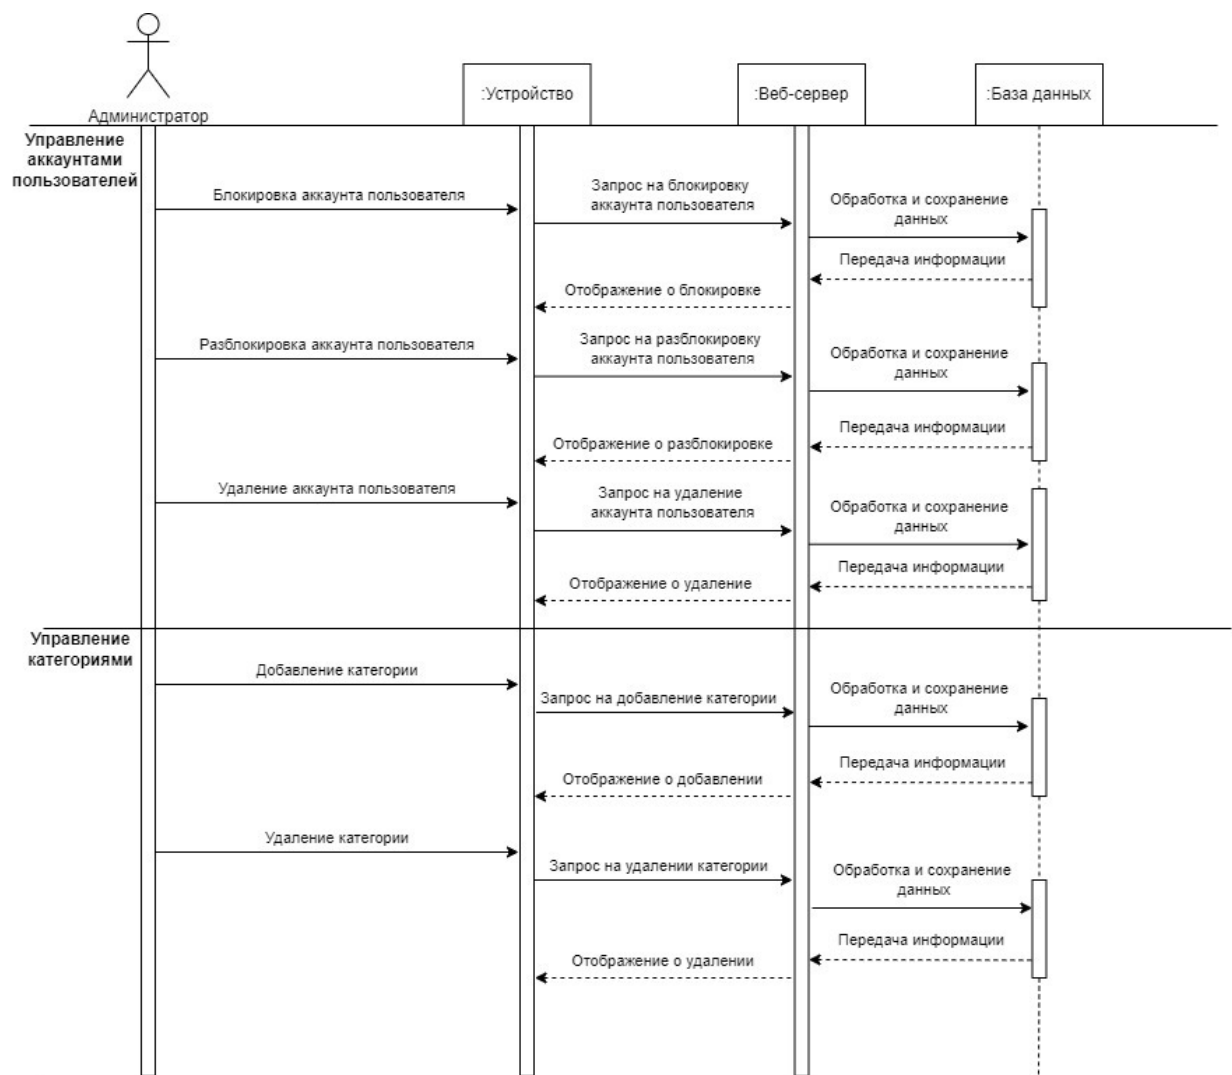 Администратор
:Устройство
:Веб-сервер
:База данных
Управление
аккаунтами
пользователей
Блокировка аккаунта пользователя
Запрос на блокировку
аккаунта пользователя
Обработка и сохранение
данных
Передача информации
Отображение о блокировке
Разблокировка аккаунта пользователя
Запрос на разблокировку
аккаунта пользователя
Обработка и сохранение
данных
Передача информации
Отображение о разблокировке
Удаление аккаунта пользователя
Запрос на удаление
аккаунта пользователя
Обработка и сохранение
данных
Передача информации
Отображение о удаление
Управление
категориями
Добавление категории
Запрос на добавление категории
Обработка и сохранение
данных
Передача информации
Отображение о добавлении
Удаление категории
Запрос на удалении категории
Обработка и сохранение
данных
Передача информации
Отображение о удалении